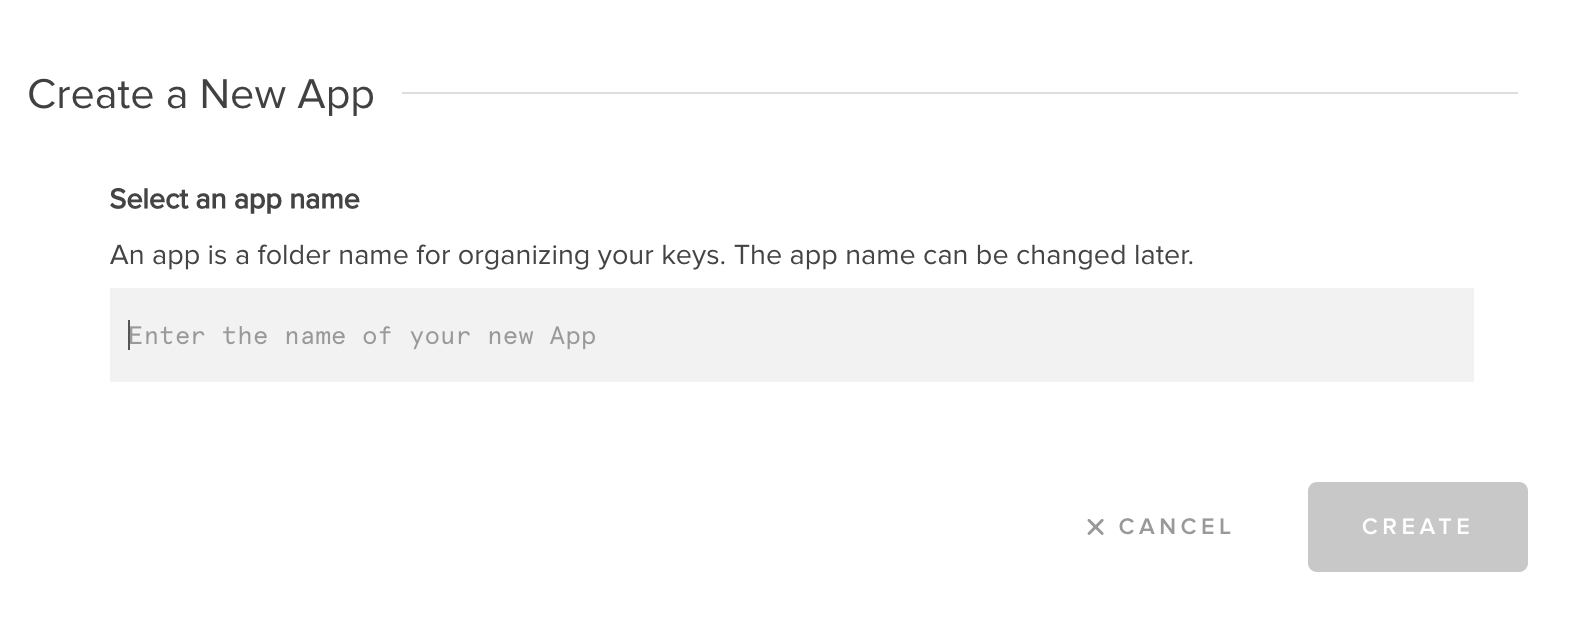 Create a New App
Select an app name
An app is a folder name for organizing your keys. The app name can be changed later.
Enter the name of your new App
CANCEL
CREATE